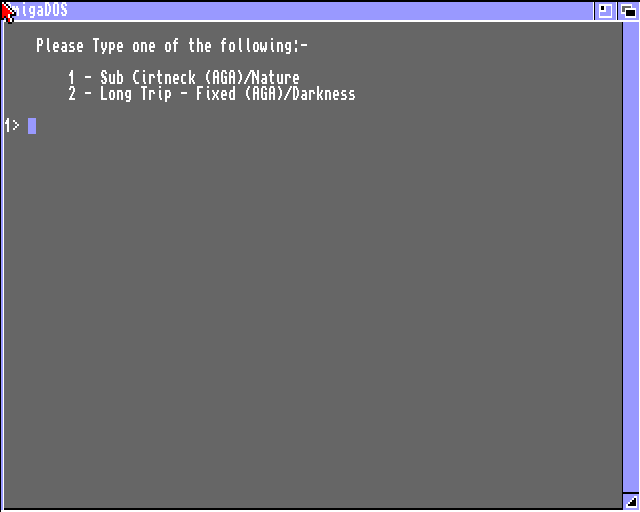 migaDOS
Please Type one of the following:-
1 - Sub Cirtneck (AGA)/Nature
2 - Long Trip - Fixed (AGA)/Darkness
1>